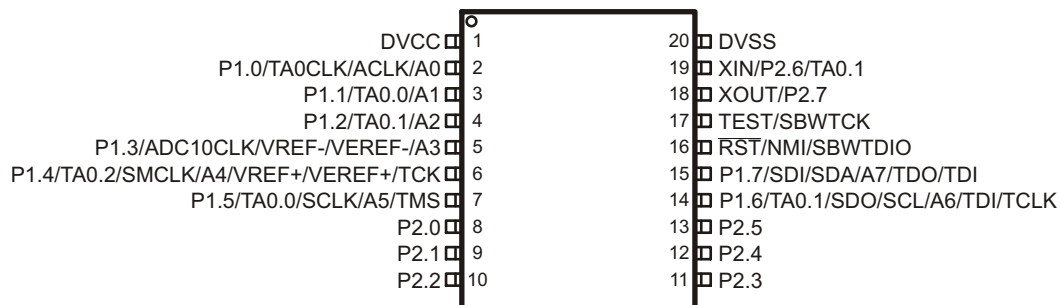 DVCC 1 20 DVSS
P1.0/TA0CLK/ACLK/A0 2 19 XIN/P2.6/TA0.1
P1.1/TA0.0/A1 3 18 XOUT/P2.7
P1.2/TA0.1/A2 4 17 TEST/SBWTCK
P1.3/ADC10CLK/VREF-/VEREF-/A3 5 16 RST/NMI/SBWTDIO
P1.4/TA0.2/SMCLK/A4/VREF+/VEREF+/TCK 6 15 P1.7/SDI/SDA/A7/TDO/TDI
P1.5/TA0.0/SCLK/A5/TMS 7 14 P1.6/TA0.1/SDO/SCL/A6/TDI/TCLK
P2.0 8 13 P2.5
P2.1 9 12 P2.4
P2.2 10 11 P2.3